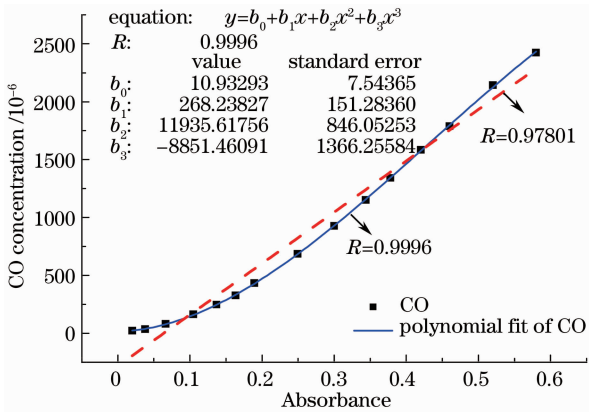 equation: y=b₀+b₁x+b₂x²+b₃x³
R: 0.9996
value standard error
b₀: 10.93293 7.54365
b₁: 268.23827 151.28360
b₂: 11935.61756 846.05253
b₃: −8851.46091 1366.25584
R=0.97801
R=0.9996
CO
polynomial fit of CO
CO concentration /10⁻⁶
2500
2000
1500
1000
500
0
0 0.1 0.2 0.3 0.4 0.5 0.6
Absorbance